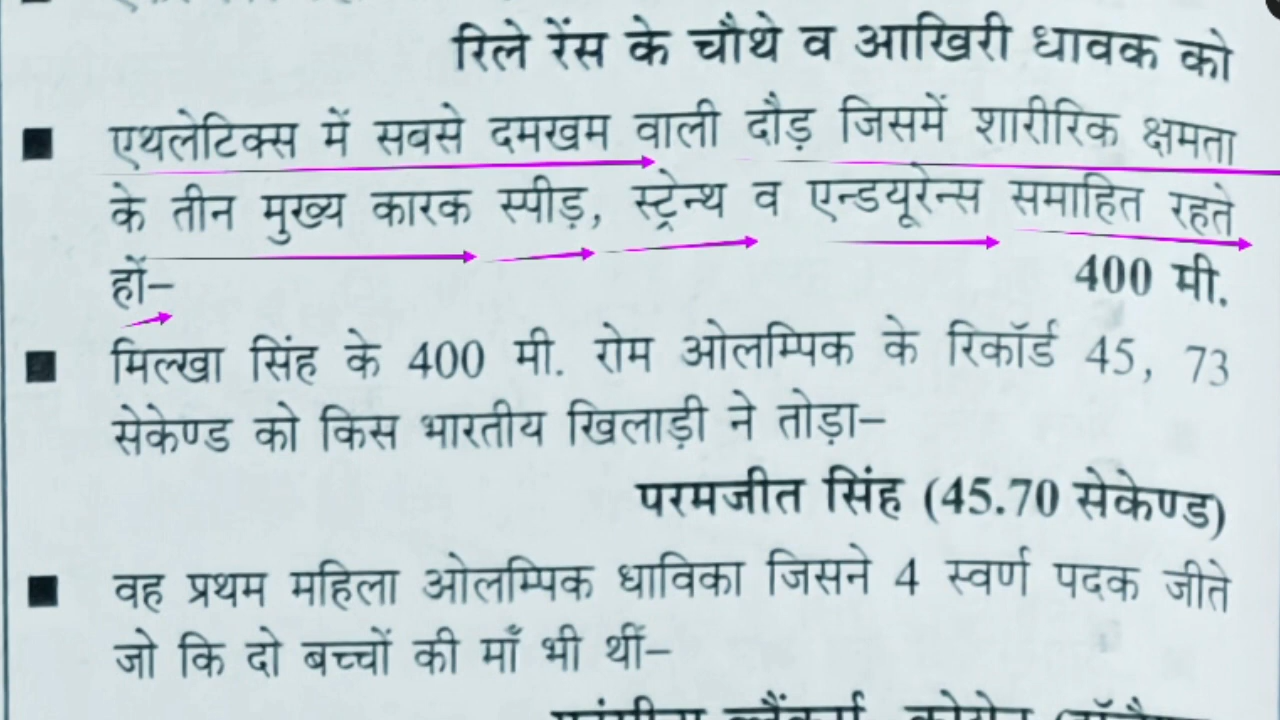 रिले रेंस के चौथे व आखिरी धावक को
■ एथलेटिक्स में सबसे दमखम वाली दौड़ जिसमें शारीरिक क्षमता
के तीन मुख्य कारक स्पीड़, स्ट्रेन्थ व एन्डयूरेन्स समाहित रहते
हों–
400 मी.
■ मिल्खा सिंह के 400 मी. रोम ओलम्पिक के रिकॉर्ड 45, 73
सेकेण्ड को किस भारतीय खिलाड़ी ने तोड़ा–
परमजीत सिंह (45.70 सेकेण्ड)
■ वह प्रथम महिला ओलम्पिक धाविका जिसने 4 स्वर्ण पदक जीते
जो कि दो बच्चों की माँ भी थीं–